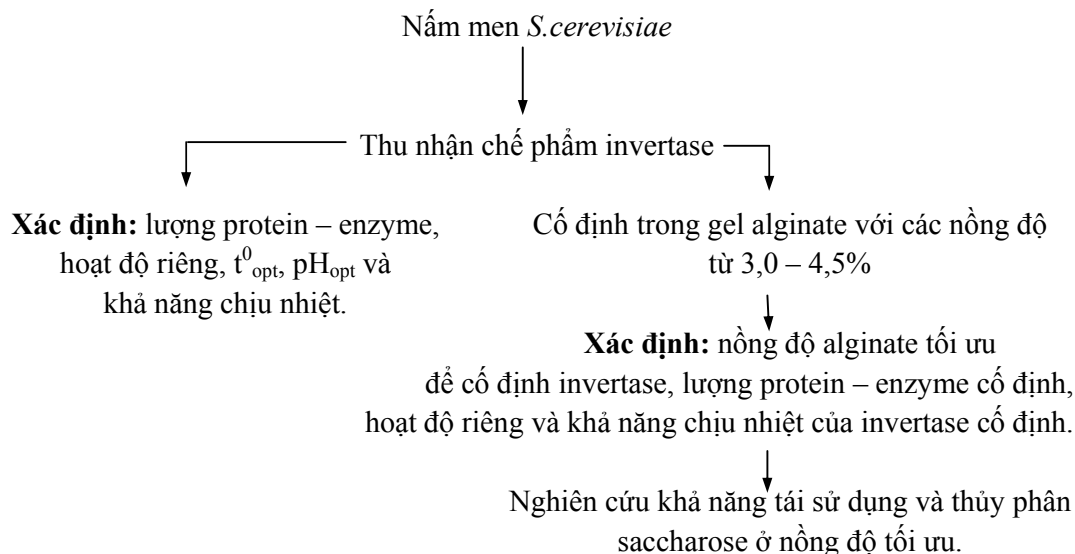 Nấm men S.cerevisiae
Thu nhận chế phẩm invertase
Xác định: lượng protein – enzyme,
hoạt độ riêng, t⁰opt, pHopt và
khả năng chịu nhiệt.
Cố định trong gel alginate với các nồng độ
từ 3,0 – 4,5%
Xác định: nồng độ alginate tối ưu
để cố định invertase, lượng protein – enzyme cố định,
hoạt độ riêng và khả năng chịu nhiệt của invertase cố định.
Nghiên cứu khả năng tái sử dụng và thủy phân
saccharose ở nồng độ tối ưu.